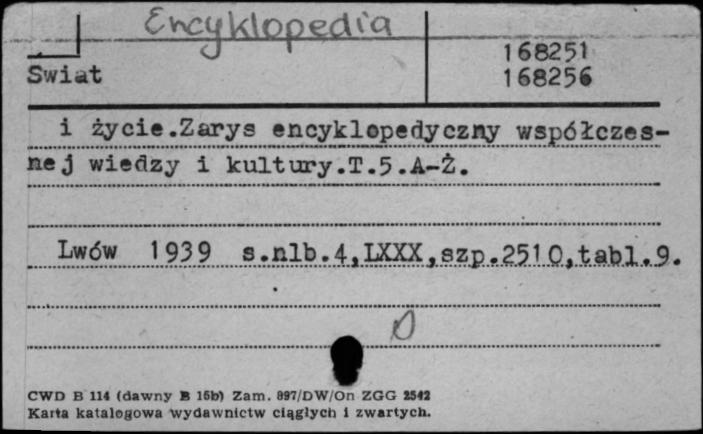 Encyklopedia
168251
Swiat
168256
i życie.Zarys encyklopedyczny współczes-
nej wiedzy i kultury.T.5.A-Ż.
Lwów 1939 s.nlb.4,LXXX,szp.2510,tabl.9.
CWD B 114 (dawny B 15b) Zam. 897/DW/On ZGG 2542
Karta katalogowa wydawnictw ciągłych i zwartych.